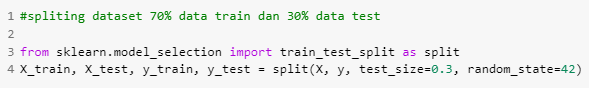 1 #spliting dataset 70% data train dan 30% data test
2
3 from sklearn.model_selection import train_test_split as split
4 X_train, X_test, y_train, y_test = split(X, y, test_size=0.3, random_state=42)